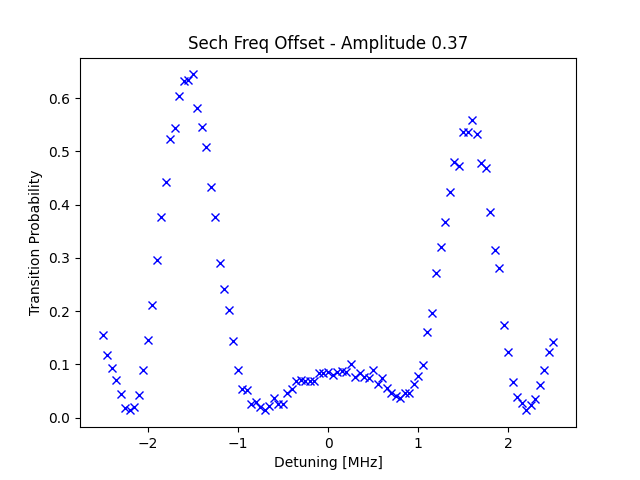 Sech Freq Offset - Amplitude 0.37
Transition Probability
0.6
0.5
0.4
0.3
0.2
0.1
0.0
−2 −1 0 1 2
Detuning [MHz]